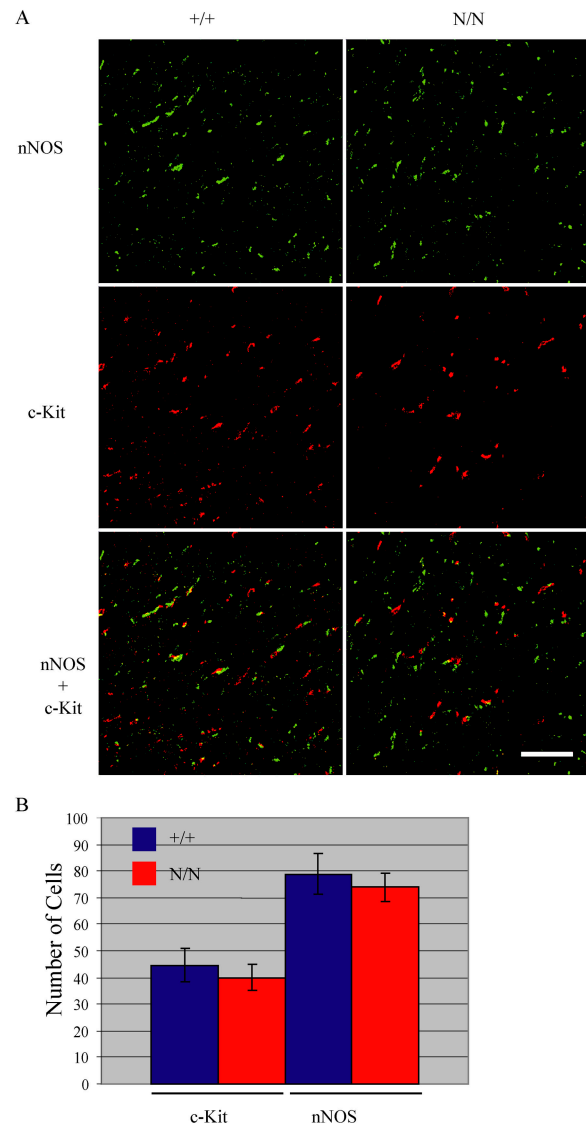 A
+/+ N/N
nNOS
c-Kit
nNOS
+
c-Kit
B
100
90
80
70
60
50
40
30
20
10
0
Number of Cells
+/+
N/N
c-Kit nNOS